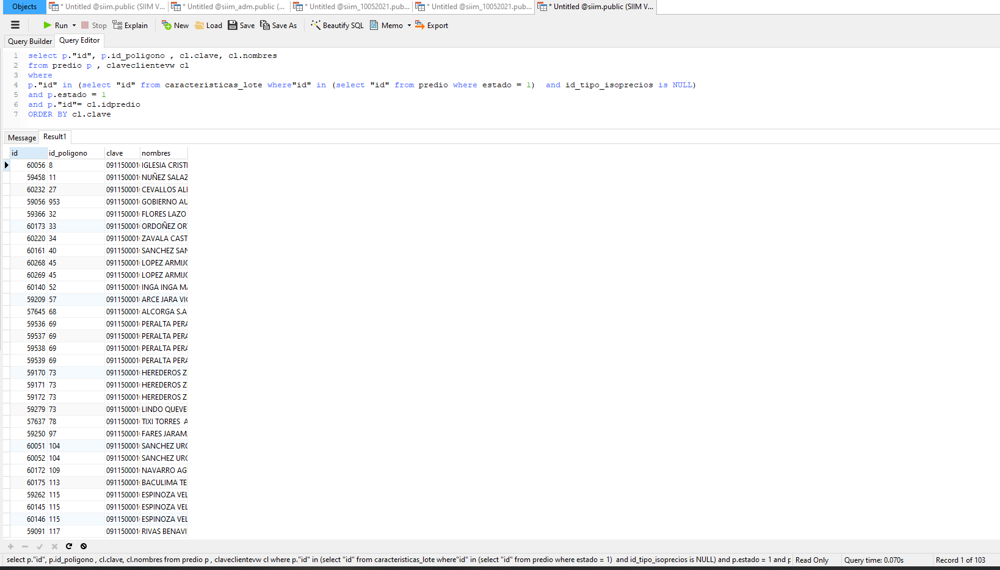 Objects * Untitled @siim.public (SIIM V... * Untitled @siim_adm.public (... * Untitled @siim_10052021.pub... * Untitled @siim_10052021.pub... * Untitled @siim.public (SIIM V...
Run Stop Explain New Load Save Save As Beautify SQL Memo Export
Query Builder Query Editor
1 select p."id", p.id_poligono , cl.clave, cl.nombres
2 from predio p , claveclientevw cl
3 where
4 p."id" in (select "id" from caracteristicas_lote where"id" in (select "id" from predio where estado = 1)  and id_tipo_isoprecios is NULL)
5 and p.estado = 1
6 and p."id"= cl.idpredio
7 ORDER BY cl.clave
Message Result1
id id_poligono clave nombres
60056 8 0911500010 IGLESIA CRISTI
59458 11 091150001 NUÑEZ SALAZ
60232 27 091150001 CEVALLOS ALI
59056 953 091150001 GOBIERNO AU
59366 32 091150001 FLORES LAZO
60173 33 091150001 ORDOÑEZ OR
60220 34 091150001 ZAVALA CAST
60161 40 091150001 SANCHEZ SAN
60268 45 091150001 LOPEZ ARMIJO
60269 45 091150001 LOPEZ ARMIJO
60140 52 091150001 INGA INGA MA
59209 57 091150001 ARCE JARA VIC
57645 68 091150001 ALCORGA S.A
59536 69 091150001 PERALTA PERA
59537 69 091150001 PERALTA PERA
59538 69 091150001 PERALTA PERA
59539 69 091150001 PERALTA PERA
59170 73 091150001 HEREDEROS Z
59171 73 091150001 HEREDEROS Z
59172 73 091150001 HEREDEROS Z
59279 73 091150001 LINDO QUEVE
57637 78 091150001 TIXI TORRES  A
59250 97 091150001 FARES JARAM
60051 104 091150001 SANCHEZ URG
60052 104 091150001 SANCHEZ URG
60172 109 091150001 NAVARRO AG
60175 113 091150001 BACULIMA TE
59262 115 091150001 ESPINOZA VEL
60145 115 091150001 ESPINOZA VEL
60146 115 091150001 ESPINOZA VEL
59091 117 091150001 RIVAS BENAVI
select p."id", p.id_poligono , cl.clave, cl.nombres from predio p , claveclientevw cl where p."id" in (select "id" from caracteristicas_lote where"id" in (select "id" from predio where estado = 1)  and id_tipo_isoprecios is NULL) and p.estado = 1 and p Read Only Query time: 0.070s Record 1 of 103